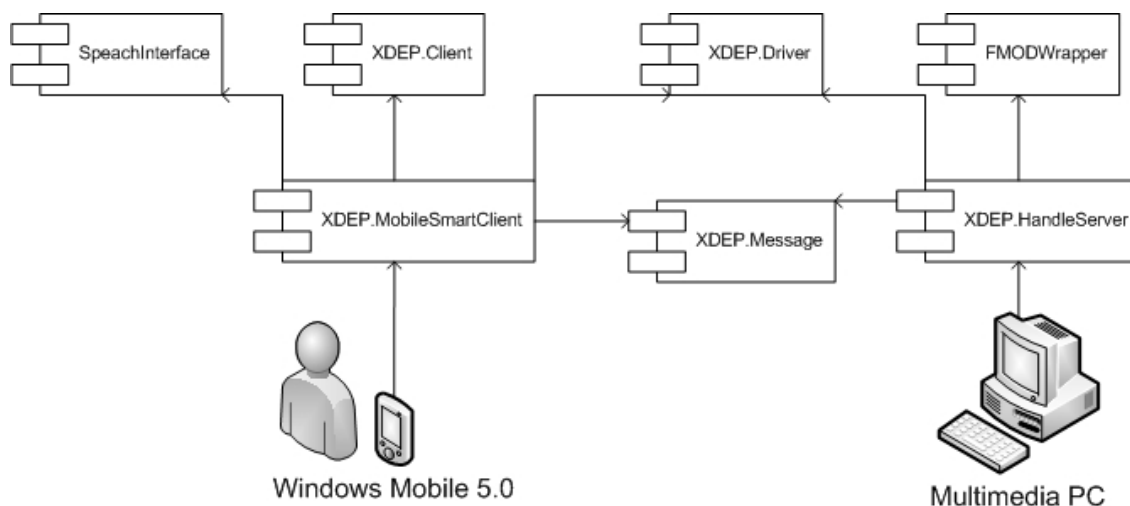 SpeachInterface
XDEP.Client
XDEP.Driver
FMODWrapper
XDEP.MobileSmartClient
XDEP.Message
XDEP.HandleServer
Windows Mobile 5.0
Multimedia PC